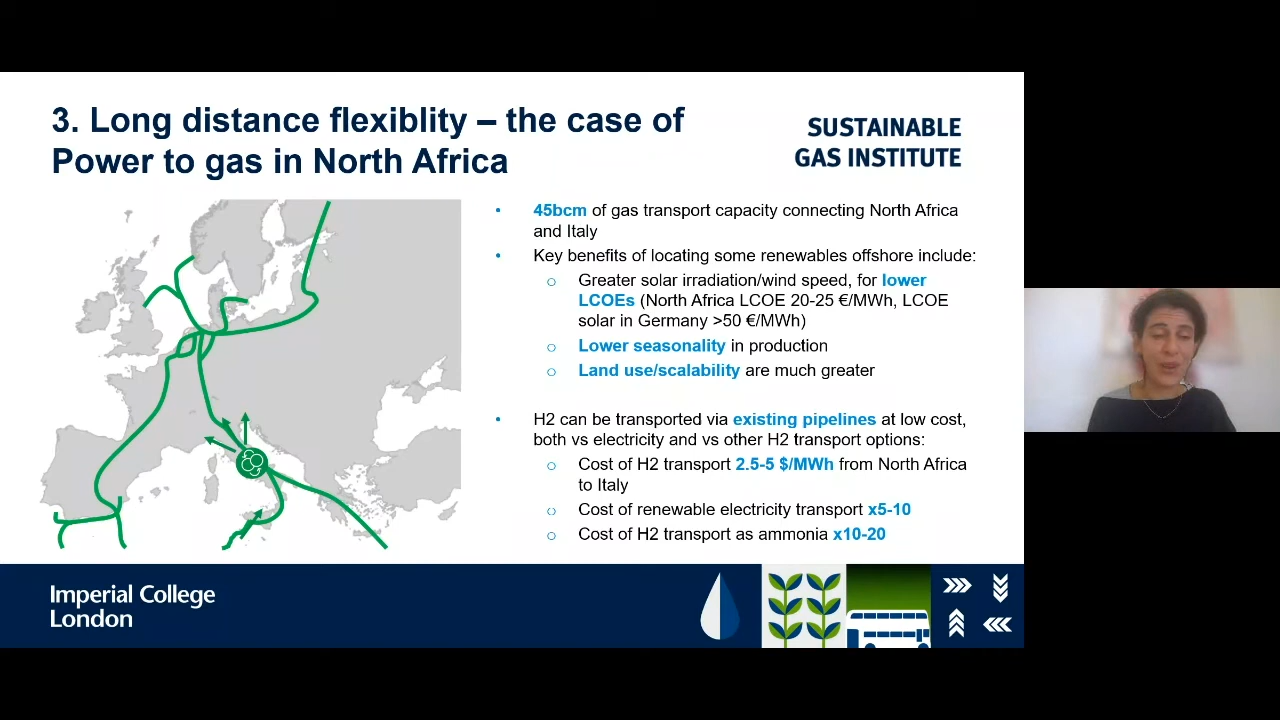 3. Long distance flexiblity – the case of
Power to gas in North Africa
SUSTAINABLE
GAS INSTITUTE
• 45bcm of gas transport capacity connecting North Africa
and Italy
• Key benefits of locating some renewables offshore include:
o Greater solar irradiation/wind speed, for lower
LCOEs (North Africa LCOE 20-25 €/MWh, LCOE
solar in Germany >50 €/MWh)
o Lower seasonality in production
o Land use/scalability are much greater
• H2 can be transported via existing pipelines at low cost,
both vs electricity and vs other H2 transport options:
o Cost of H2 transport 2.5-5 $/MWh from North Africa
to Italy
o Cost of renewable electricity transport x5-10
o Cost of H2 transport as ammonia x10-20
Imperial College
London